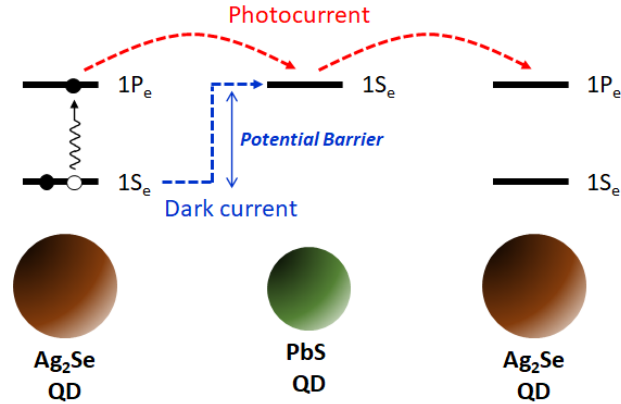 Photocurrent
1Pₑ
1Sₑ
1Pₑ
Potential Barrier
1Sₑ
Dark current
1Sₑ
Ag₂Se
QD
PbS
QD
Ag₂Se
QD